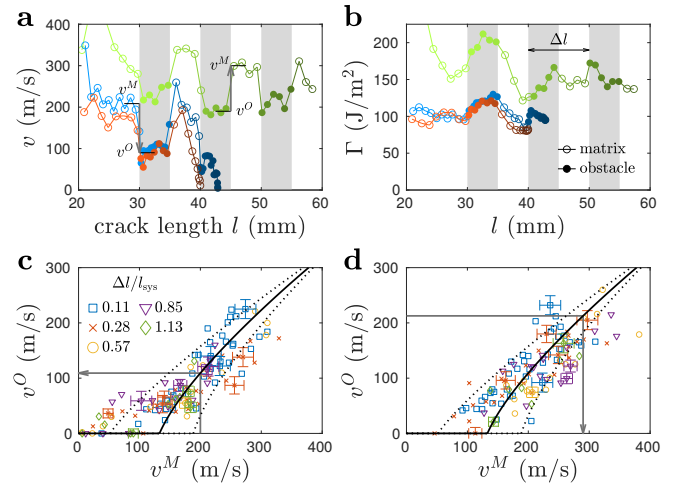 a
b
v (m/s)
400
300
200
100
0
v^M
v^O
v^M
v^O
20 30 40 50 60
crack length l (mm)
Γ (J/m²)
250
200
150
100
50
0
Δl
matrix
obstacle
20 30 40 50 60
l (mm)
c
d
v^O (m/s)
300
200
100
0
Δl/l_sys
0.11
0.85
0.28
1.13
0.57
0 100 200 300 400
v^M (m/s)
v^O (m/s)
300
200
100
0
0 100 200 300 400
v^M (m/s)